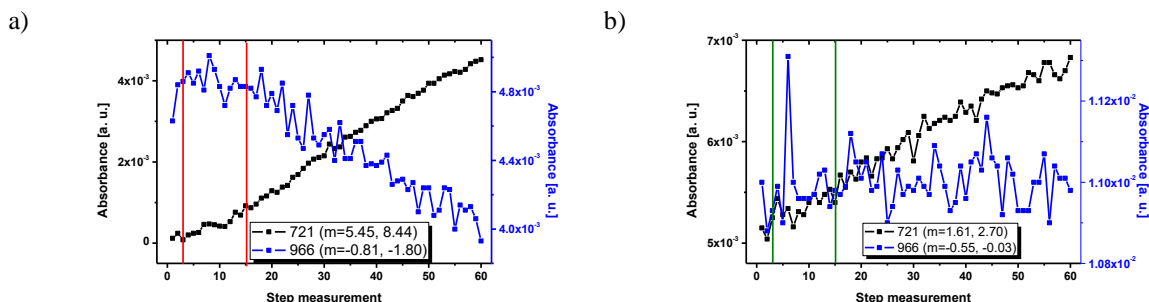 a)
4x10-3
2x10-3
0
Absorbance [a. u.]
0 10 20 30 40 50 60
Step measurement
4.8x10-3
4.4x10-3
4.0x10-3
Absorbance [a. u.]
721 (m=5.45, 8.44)
966 (m=-0.81, -1.80)
b)
7x10-3
6x10-3
5x10-3
Absorbance [a. u.]
0 10 20 30 40 50 60
Step measurement
1.12x10-2
1.10x10-2
1.08x10-2
Absorbance [a. u.]
721 (m=1.61, 2.70)
966 (m=-0.55, -0.03)